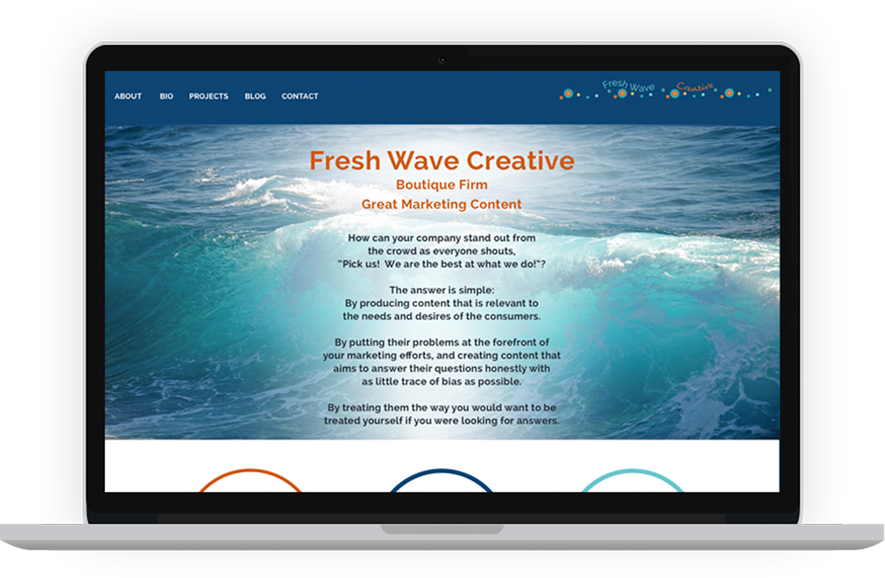 ABOUT BIO PROJECTS BLOG CONTACT
Fresh Wave Creative
Fresh Wave Creative
Boutique Firm
Great Marketing Content
How can your company stand out from
the crowd as everyone shouts,
"Pick us!  We are the best at what we do!"?
The answer is simple:
By producing content that is relevant to
the needs and desires of the consumers.
By putting their problems at the forefront of
your marketing efforts, and creating content that
aims to answer their questions honestly with
as little trace of bias as possible.
By treating them the way you would want to be
treated yourself if you were looking for answers.